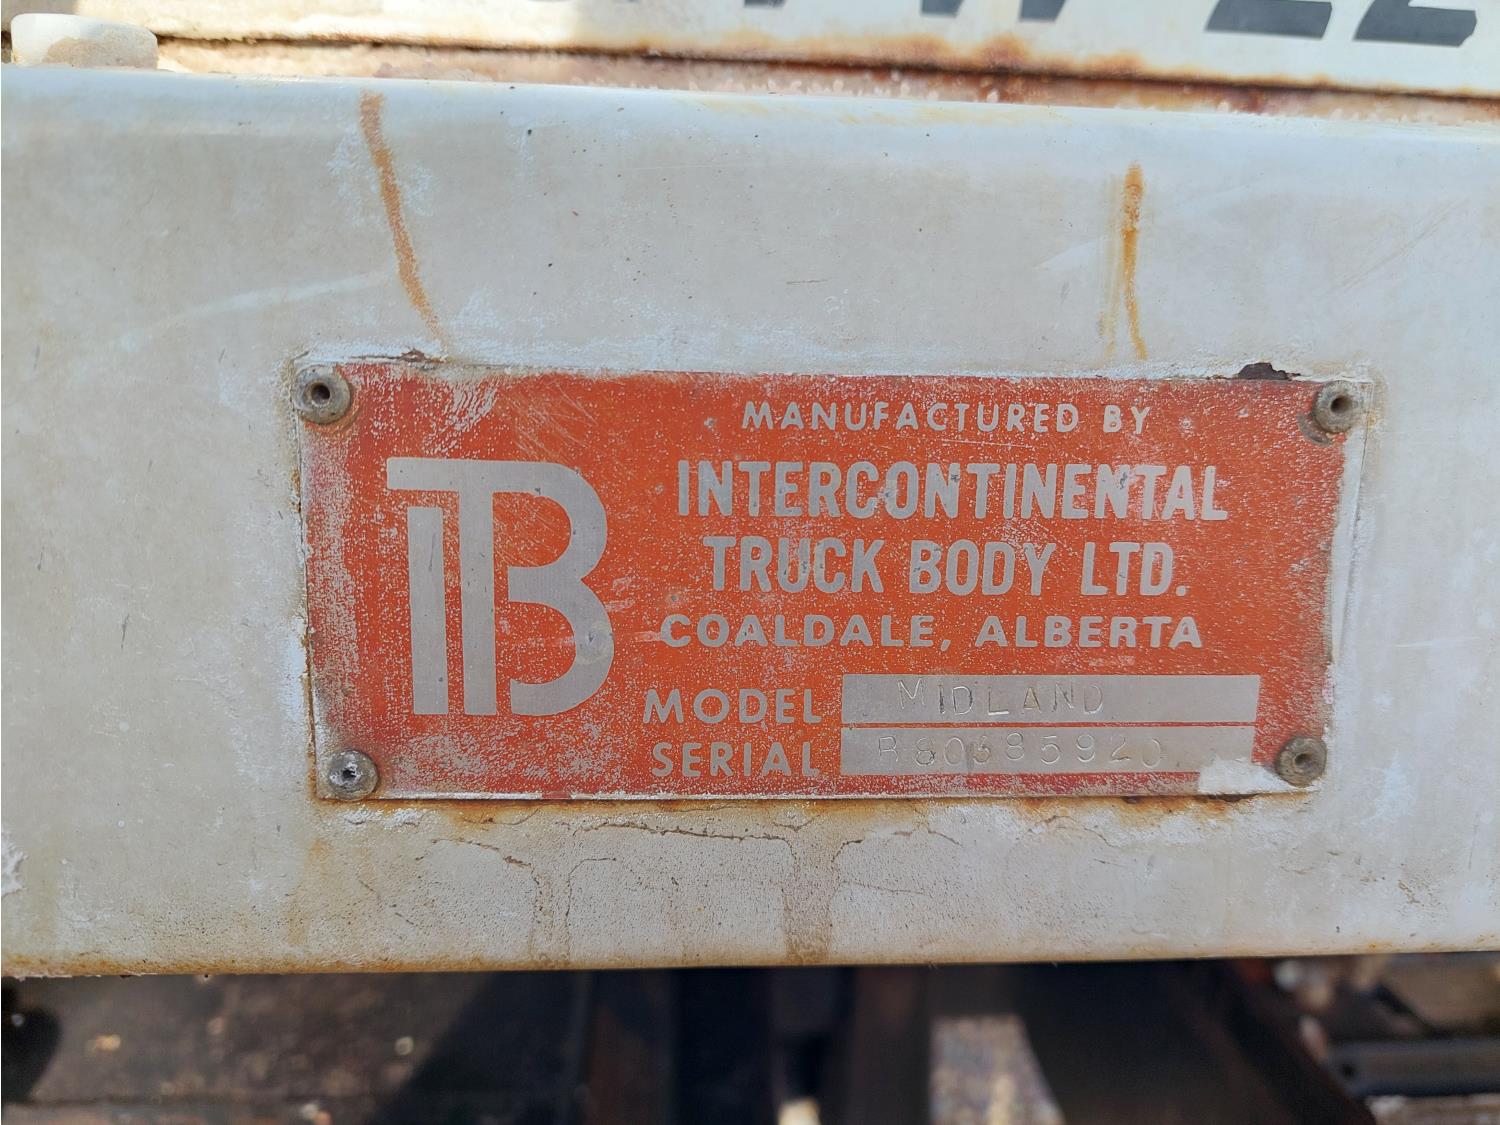 MANUFACTURED BY
ITB
INTERCONTINENTAL
TRUCK BODY LTD.
COALDALE, ALBERTA
MODEL MIDLAND
SERIAL